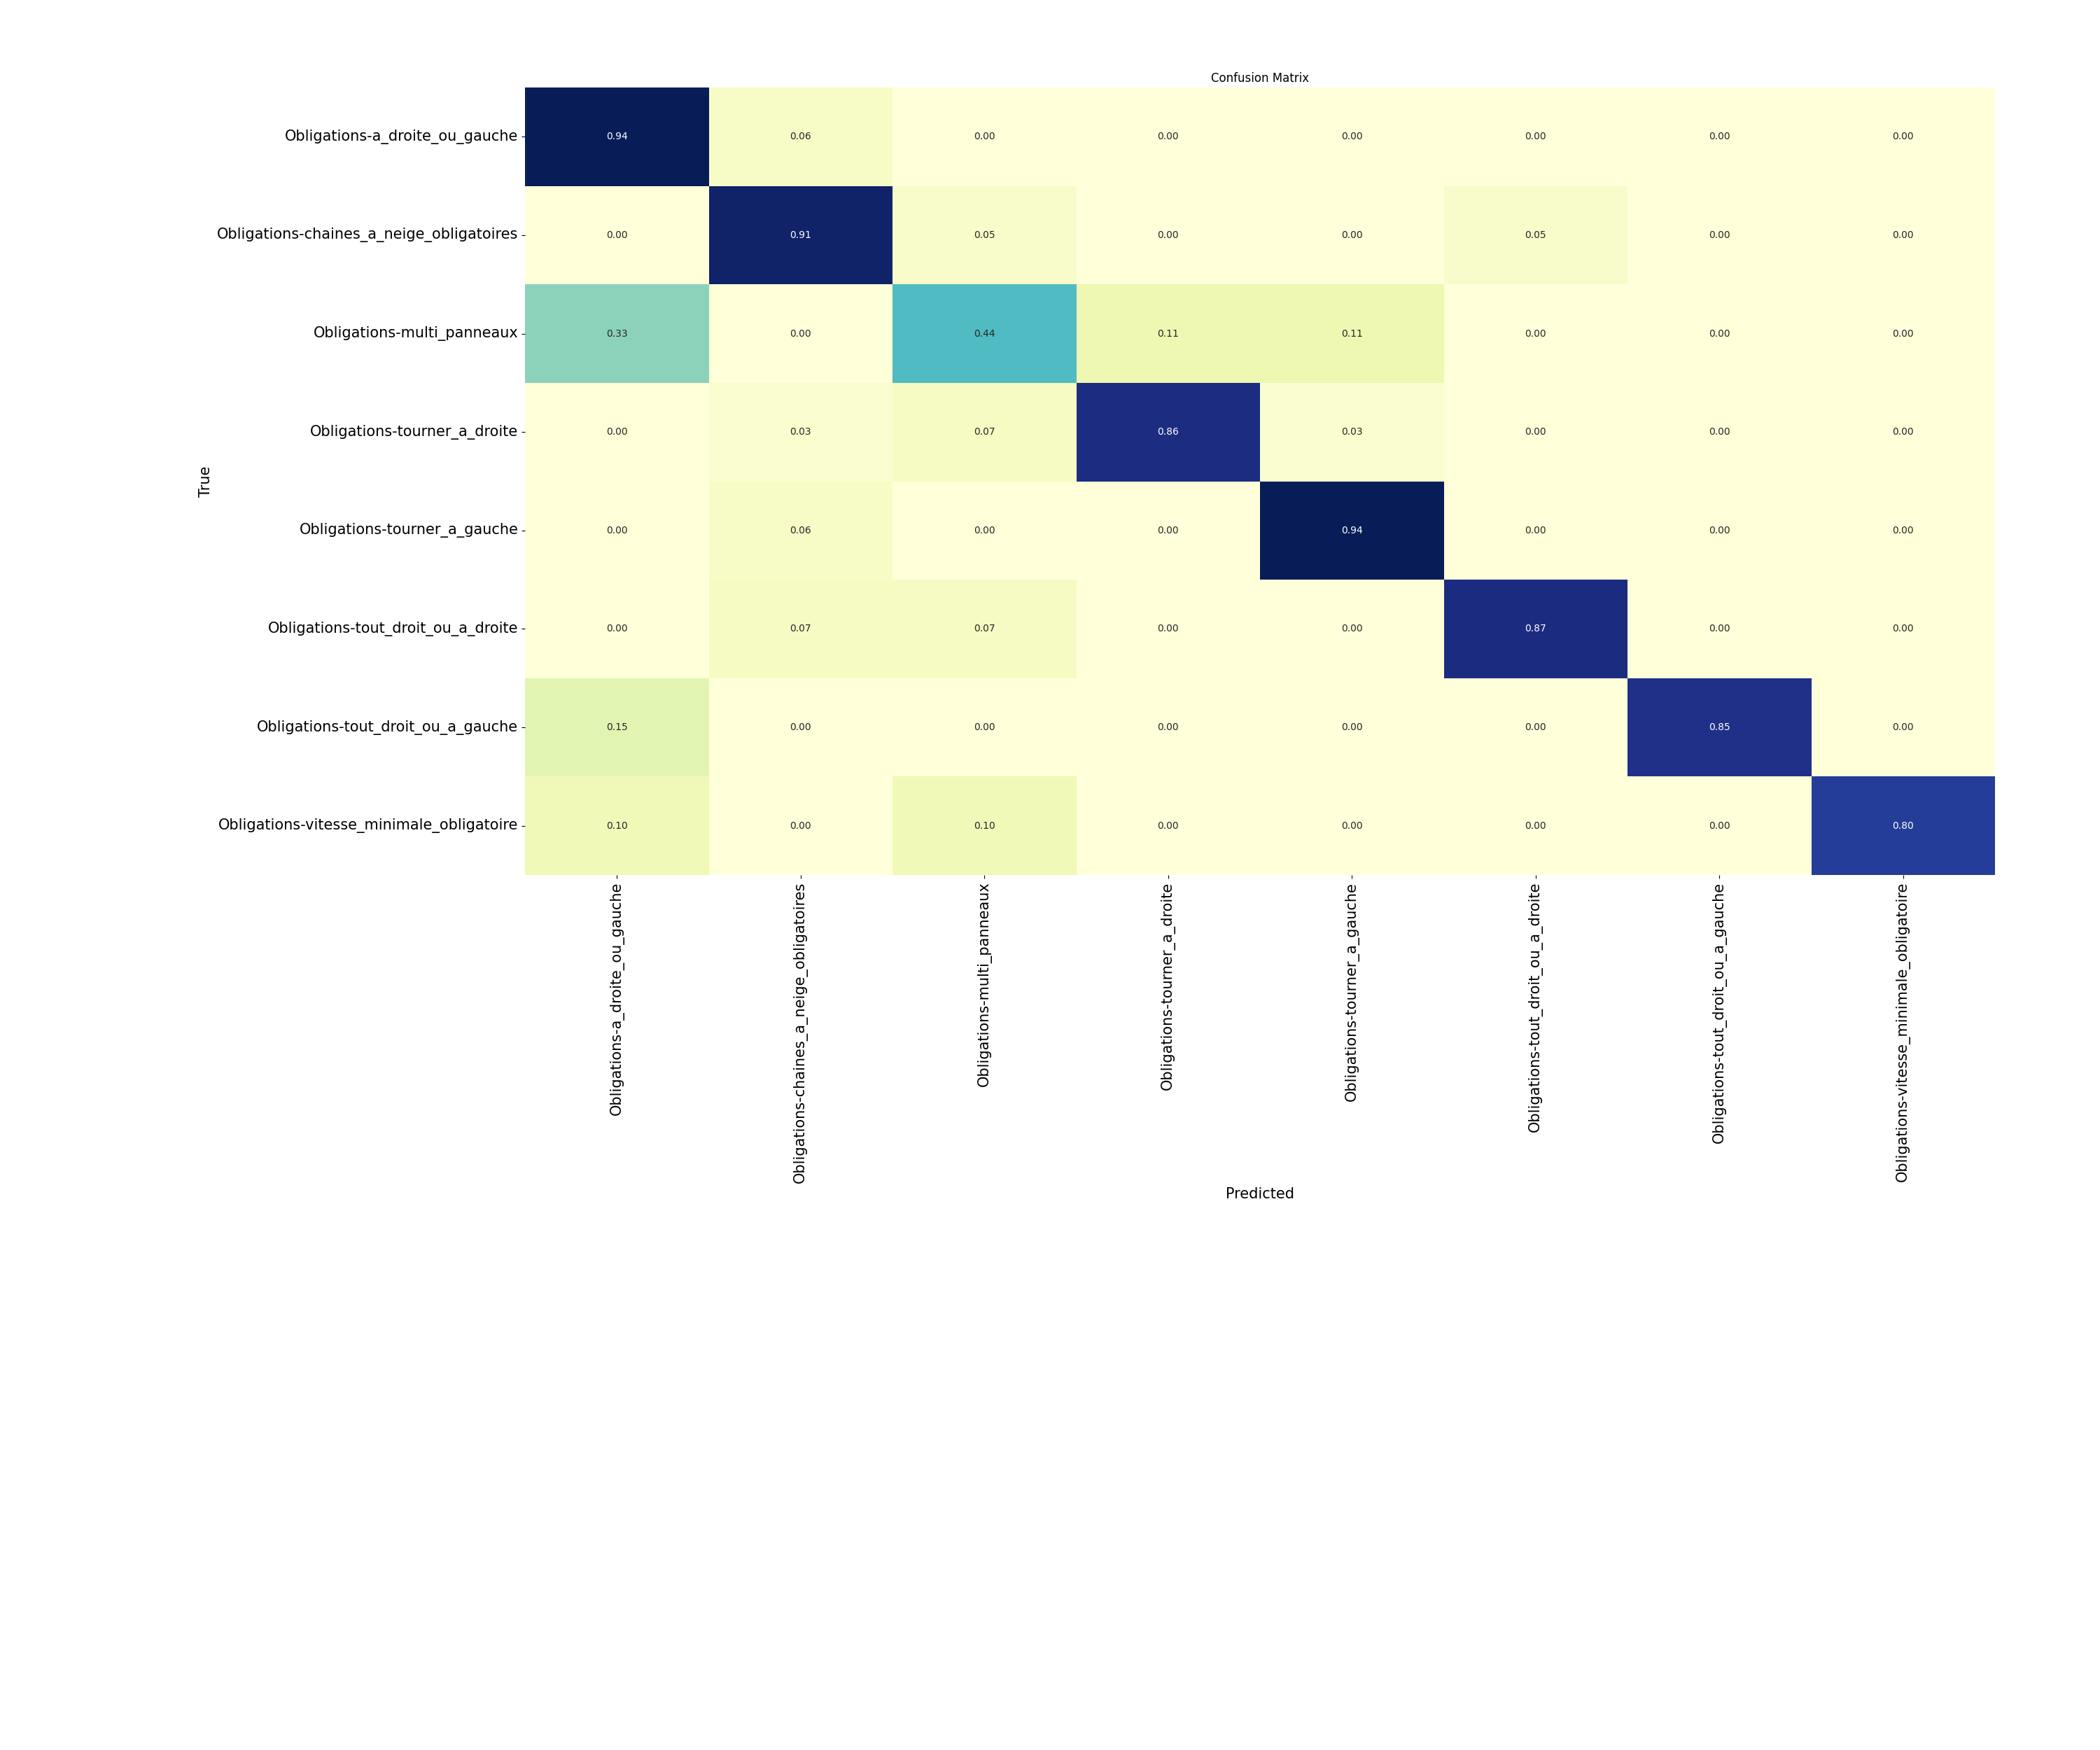 Confusion Matrix
Obligations-a_droite_ou_gauche 0.94 0.06 0.00 0.00 0.00 0.00 0.00 0.00
Obligations-chaines_a_neige_obligatoires 0.00 0.91 0.05 0.00 0.00 0.05 0.00 0.00
Obligations-multi_panneaux 0.33 0.00 0.44 0.11 0.11 0.00 0.00 0.00
Obligations-tourner_a_droite 0.00 0.03 0.07 0.86 0.03 0.00 0.00 0.00
True
Obligations-tourner_a_gauche 0.00 0.06 0.00 0.00 0.94 0.00 0.00 0.00
Obligations-tout_droit_ou_a_droite 0.00 0.07 0.07 0.00 0.00 0.87 0.00 0.00
Obligations-tout_droit_ou_a_gauche 0.15 0.00 0.00 0.00 0.00 0.00 0.85 0.00
Obligations-vitesse_minimale_obligatoire 0.10 0.00 0.10 0.00 0.00 0.00 0.00 0.80
Obligations-a_droite_ou_gauche
Obligations-chaines_a_neige_obligatoires
Obligations-multi_panneaux
Obligations-tourner_a_droite
Obligations-tourner_a_gauche
Obligations-tout_droit_ou_a_droite
Obligations-tout_droit_ou_a_gauche
Obligations-vitesse_minimale_obligatoire
Predicted